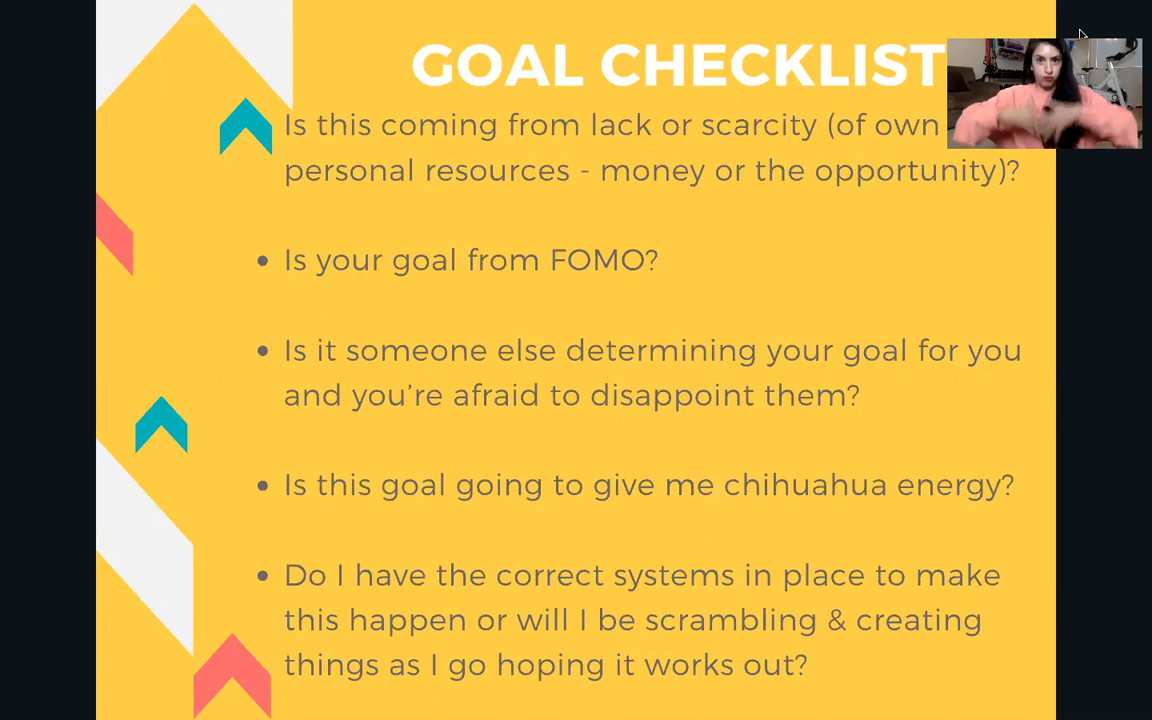 GOAL CHECKLIST
Is this coming from lack or scarcity (of own
personal resources - money or the opportunity)?
• Is your goal from FOMO?
• Is it someone else determining your goal for you
and you’re afraid to disappoint them?
• Is this goal going to give me chihuahua energy?
• Do I have the correct systems in place to make
this happen or will I be scrambling & creating
things as I go hoping it works out?